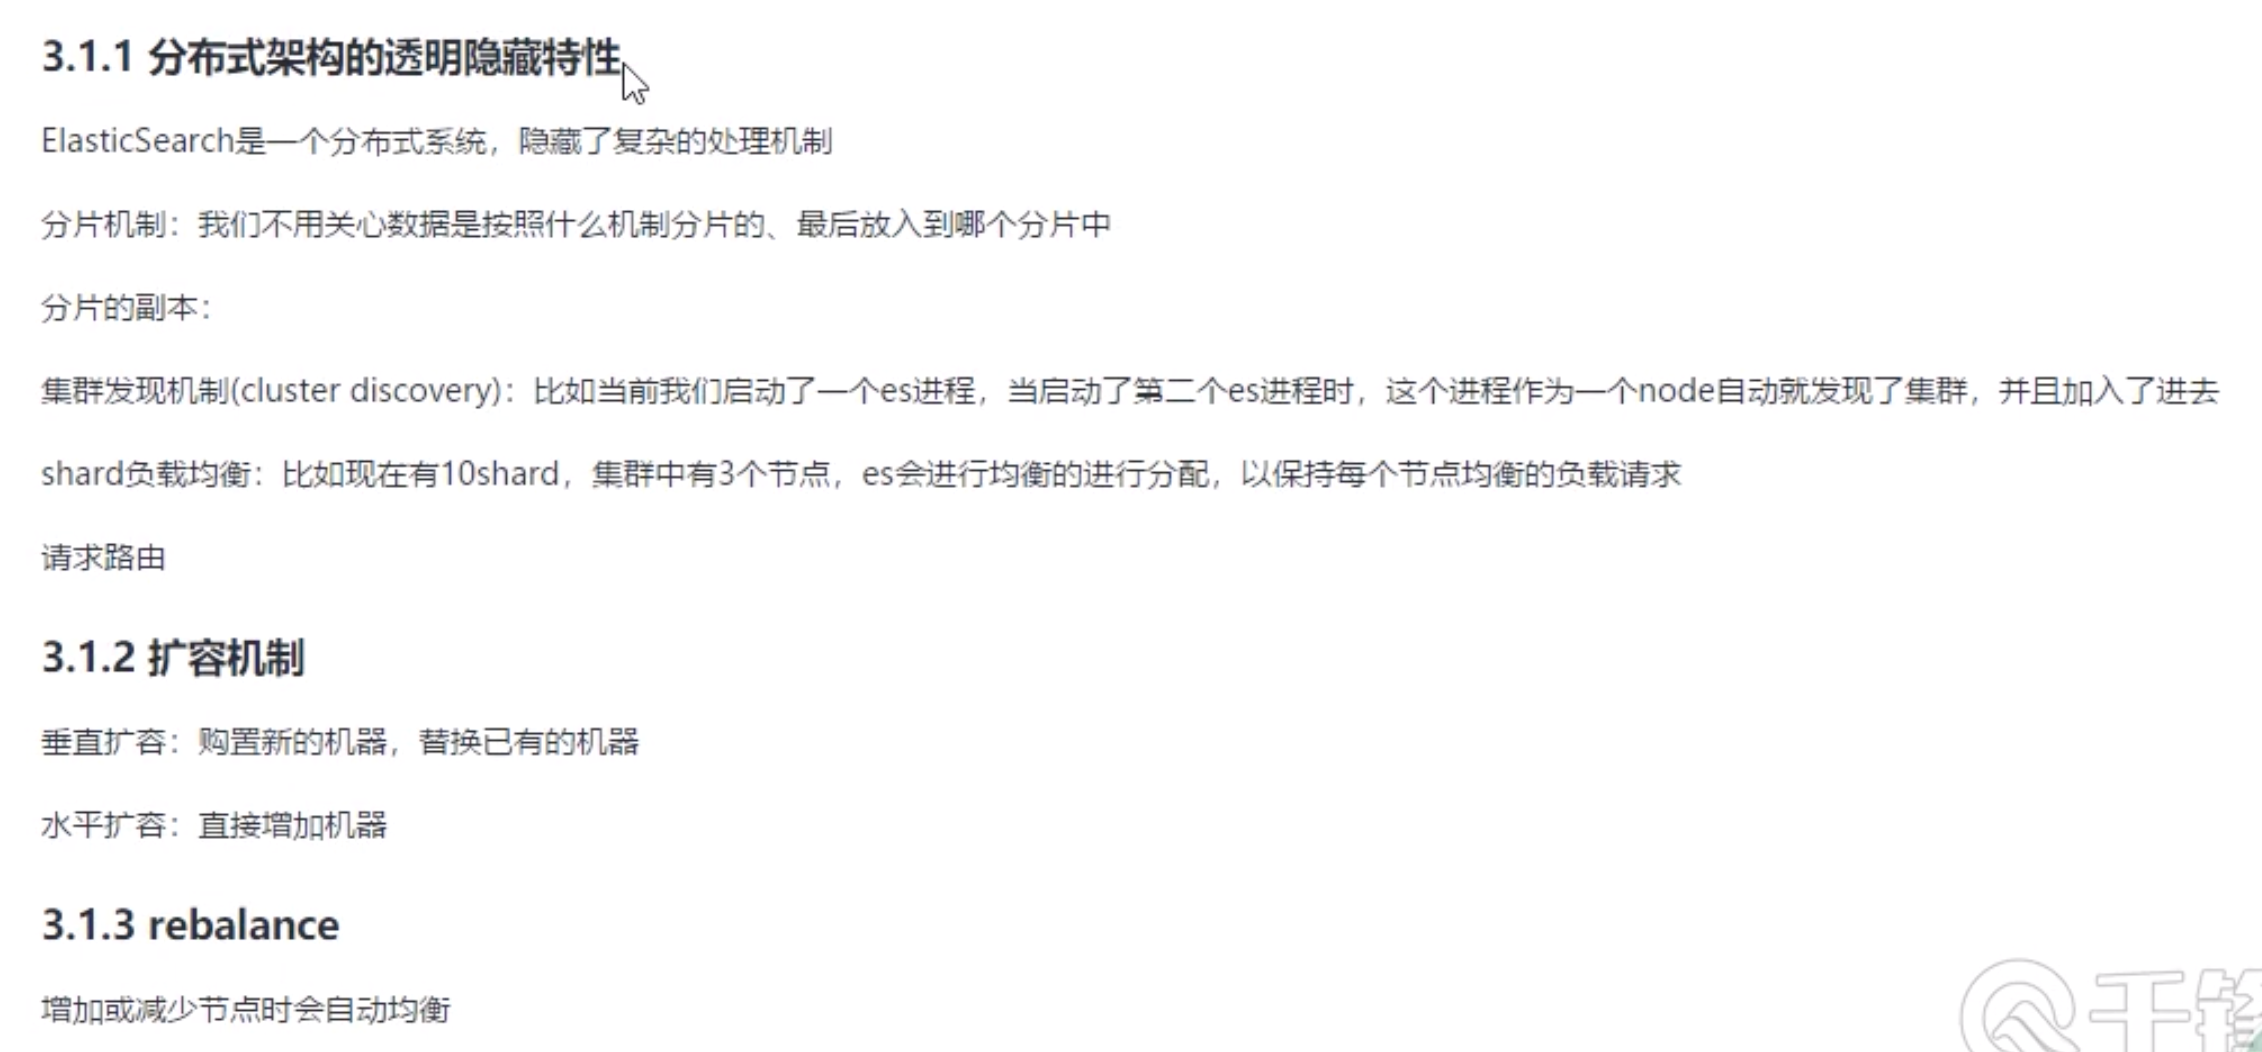 3.1.1 分布式架构的透明隐藏特性
ElasticSearch是一个分布式系统，隐藏了复杂的处理机制
分片机制：我们不用关心数据是按照什么机制分片的、最后放入到哪个分片中
分片的副本：
集群发现机制(cluster discovery)：比如当前我们启动了一个es进程，当启动了第二个es进程时，这个进程作为一个node自动就发现了集群，并且加入了进去
shard负载均衡：比如现在有10shard，集群中有3个节点，es会进行均衡的进行分配，以保持每个节点均衡的负载请求
请求路由
3.1.2 扩容机制
垂直扩容：购置新的机器，替换已有的机器
水平扩容：直接增加机器
3.1.3 rebalance
增加或减少节点时会自动均衡
千锋